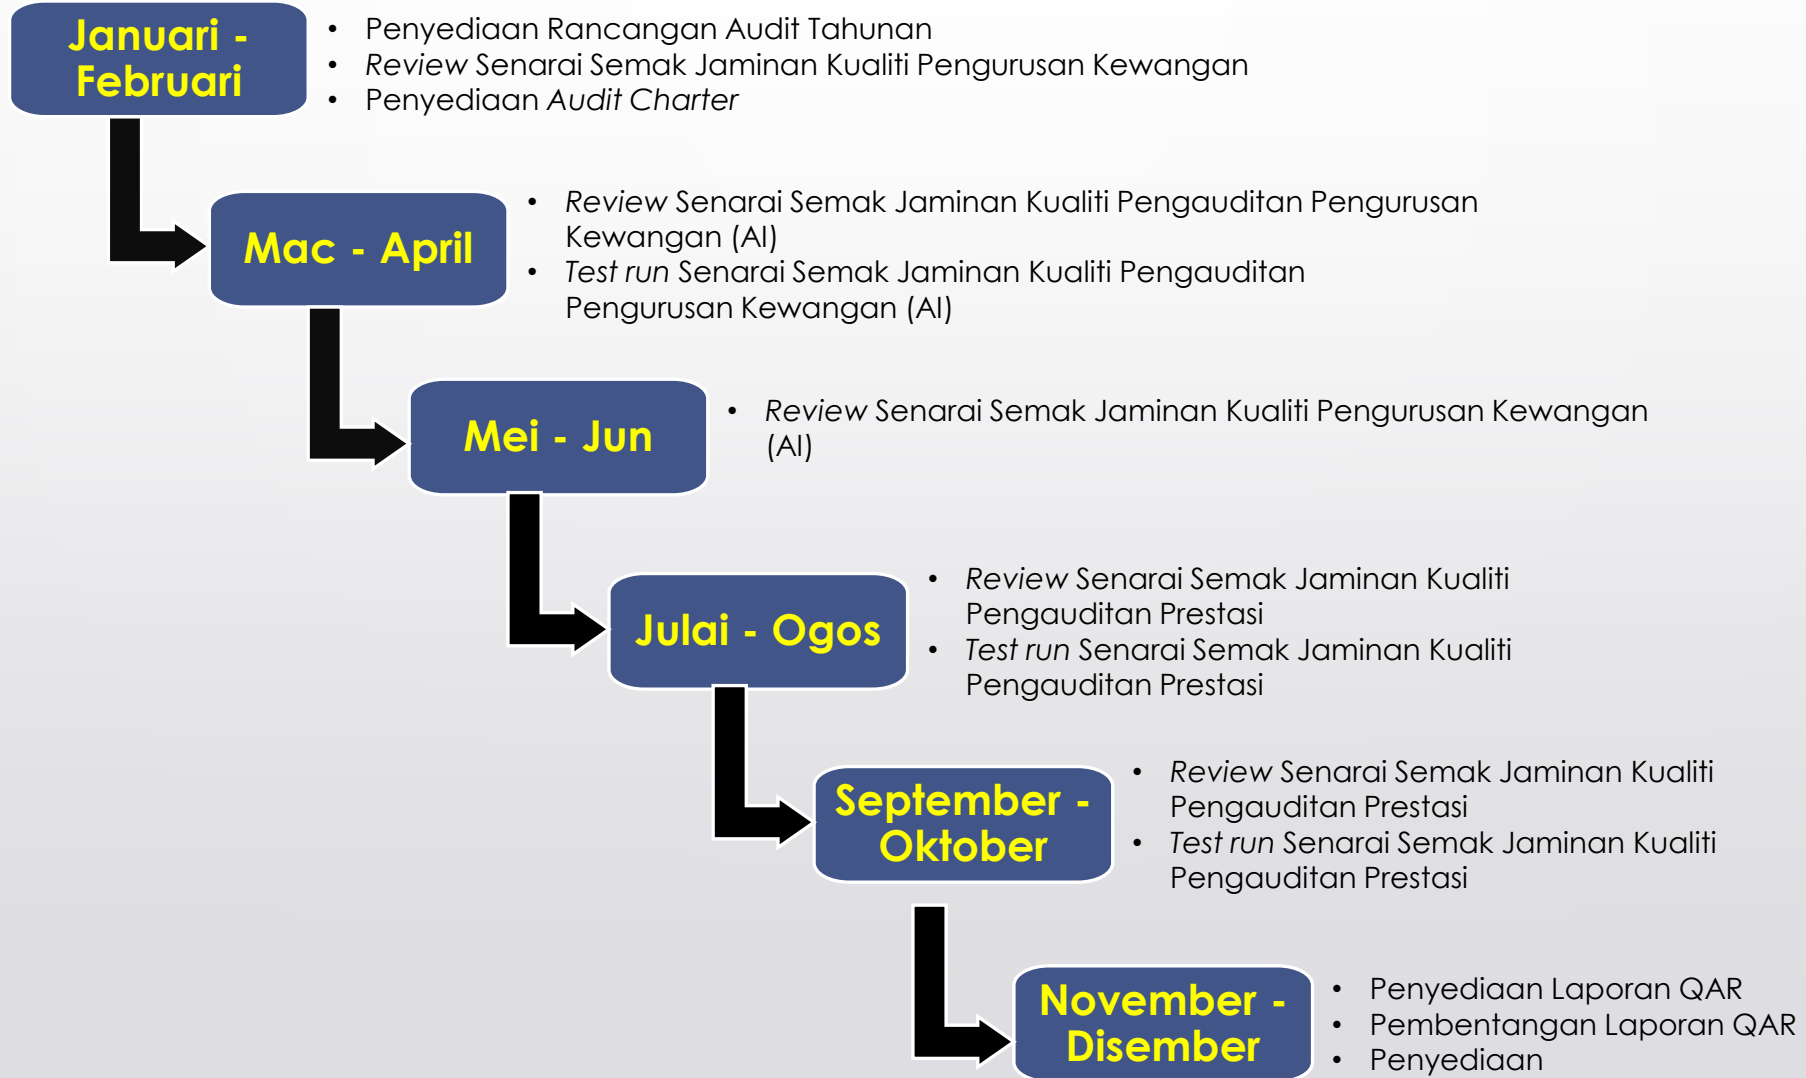 Januari -
Februari
• Penyediaan Rancangan Audit Tahunan
• Review Senarai Semak Jaminan Kualiti Pengurusan Kewangan
• Penyediaan Audit Charter
Mac - April
• Review Senarai Semak Jaminan Kualiti Pengauditan Pengurusan
Kewangan (AI)
• Test run Senarai Semak Jaminan Kualiti Pengauditan
Pengurusan Kewangan (AI)
Mei - Jun
• Review Senarai Semak Jaminan Kualiti Pengurusan Kewangan
(AI)
Julai - Ogos
• Review Senarai Semak Jaminan Kualiti
Pengauditan Prestasi
• Test run Senarai Semak Jaminan Kualiti
Pengauditan Prestasi
September -
Oktober
• Review Senarai Semak Jaminan Kualiti
Pengauditan Prestasi
• Test run Senarai Semak Jaminan Kualiti
Pengauditan Prestasi
November -
Disember
• Penyediaan Laporan QAR
• Pembentangan Laporan QAR
• Penyediaan